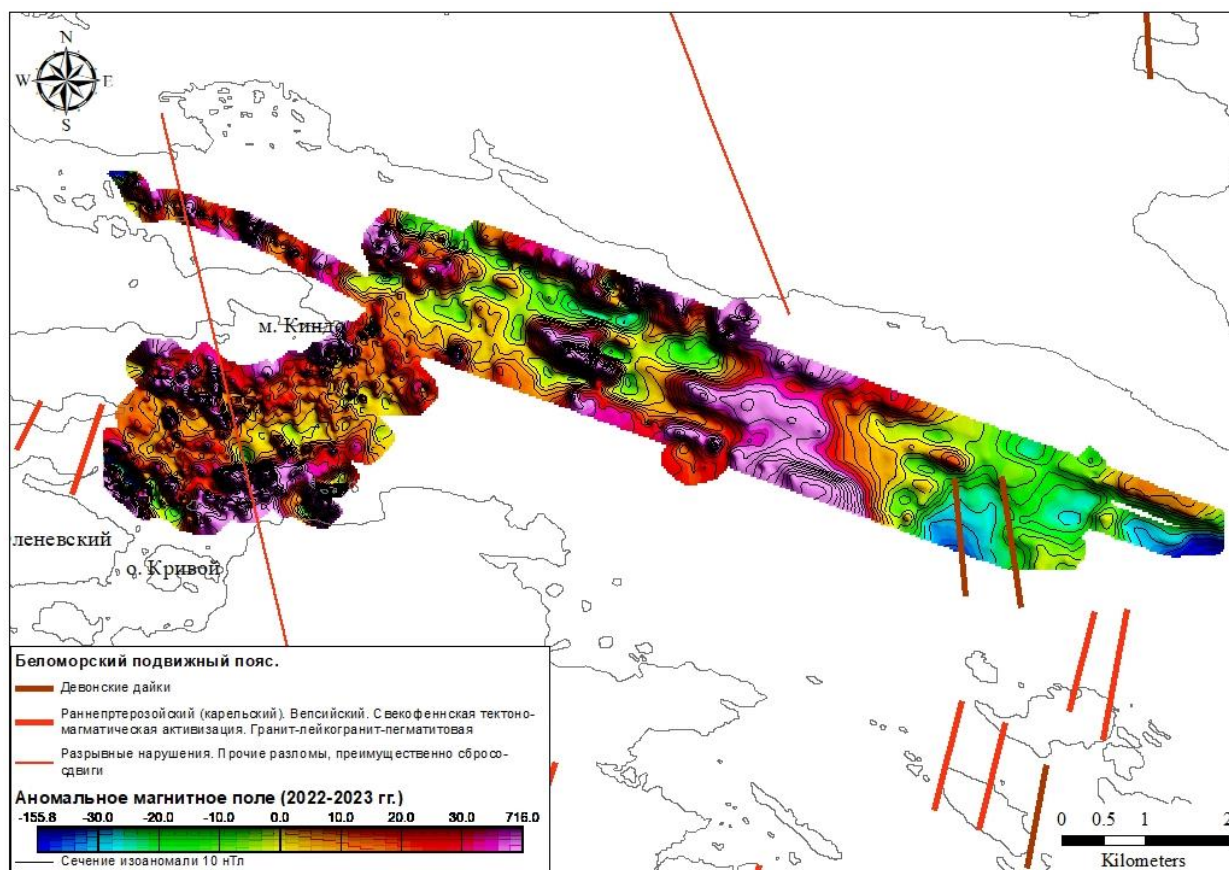 N
W E
S
м. Киндо
леневский
о. Кривой
Беломорский подвижный пояс.
Девонские дайки
Раннептерозойский (карельский). Вепсийский. Свекофеннская тектоно-
магматическая активизация. Гранит-лейкогранит-пегматитовая
Разрывные нарушения. Прочие разломы, преимущественно сбросо-
сдвиги
Аномальное магнитное поле (2022-2023 гг.)
-155.8 -30.0 -20.0 -10.0 0.0 10.0 20.0 30.0 716.0
Сечение изоаномали 10 нТл
0 0.5 1 2
Kilometers